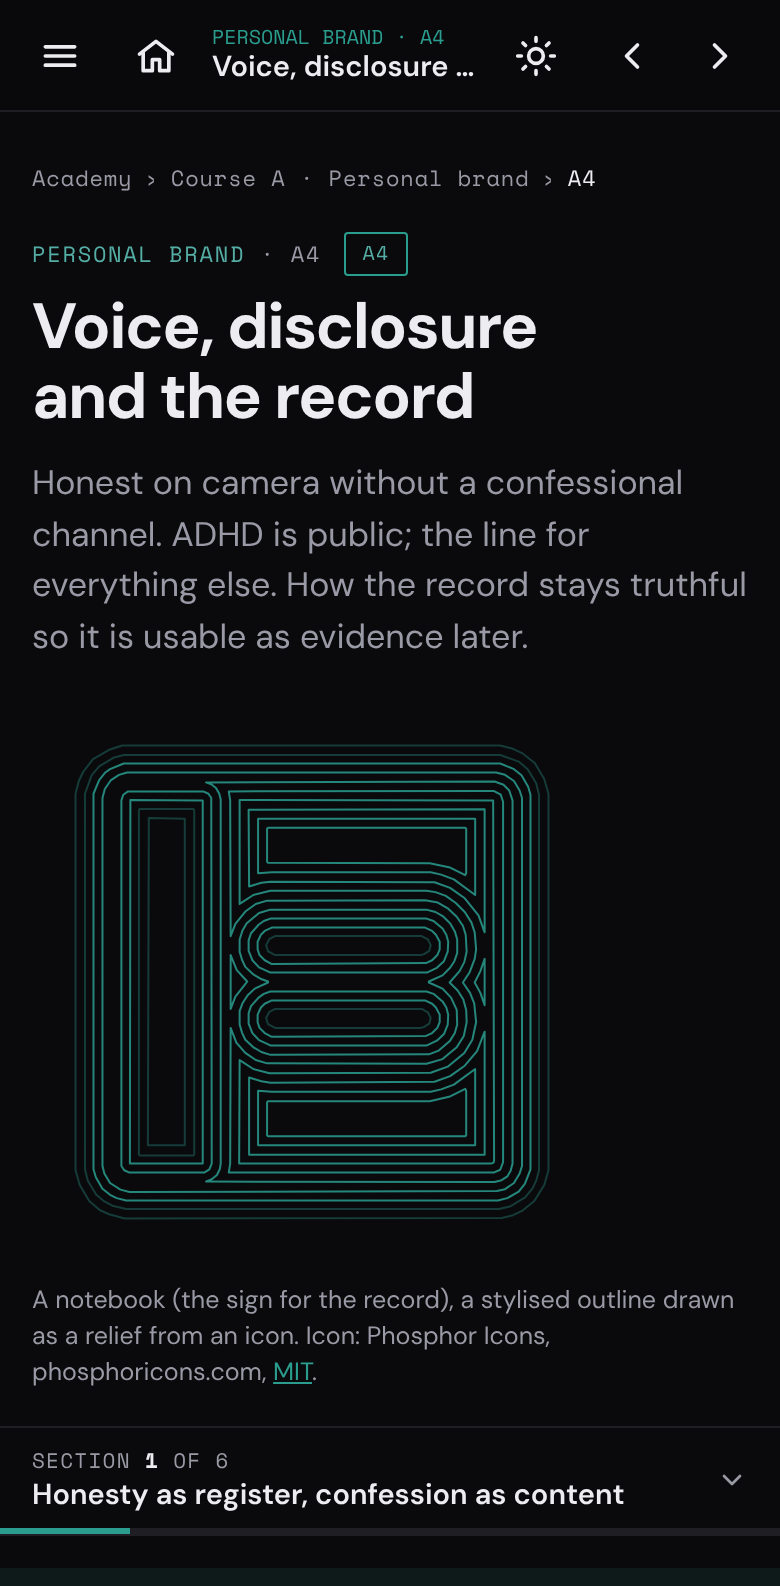 PERSONAL BRAND · A4
Voice, disclosure ...
Academy › Course A · Personal brand › A4
PERSONAL BRAND · A4 A4
Voice, disclosure
and the record
Honest on camera without a confessional
channel. ADHD is public; the line for
everything else. How the record stays truthful
so it is usable as evidence later.
A notebook (the sign for the record), a stylised outline drawn
as a relief from an icon. Icon: Phosphor Icons,
phosphoricons.com, MIT.
SECTION 1 OF 6
Honesty as register, confession as content